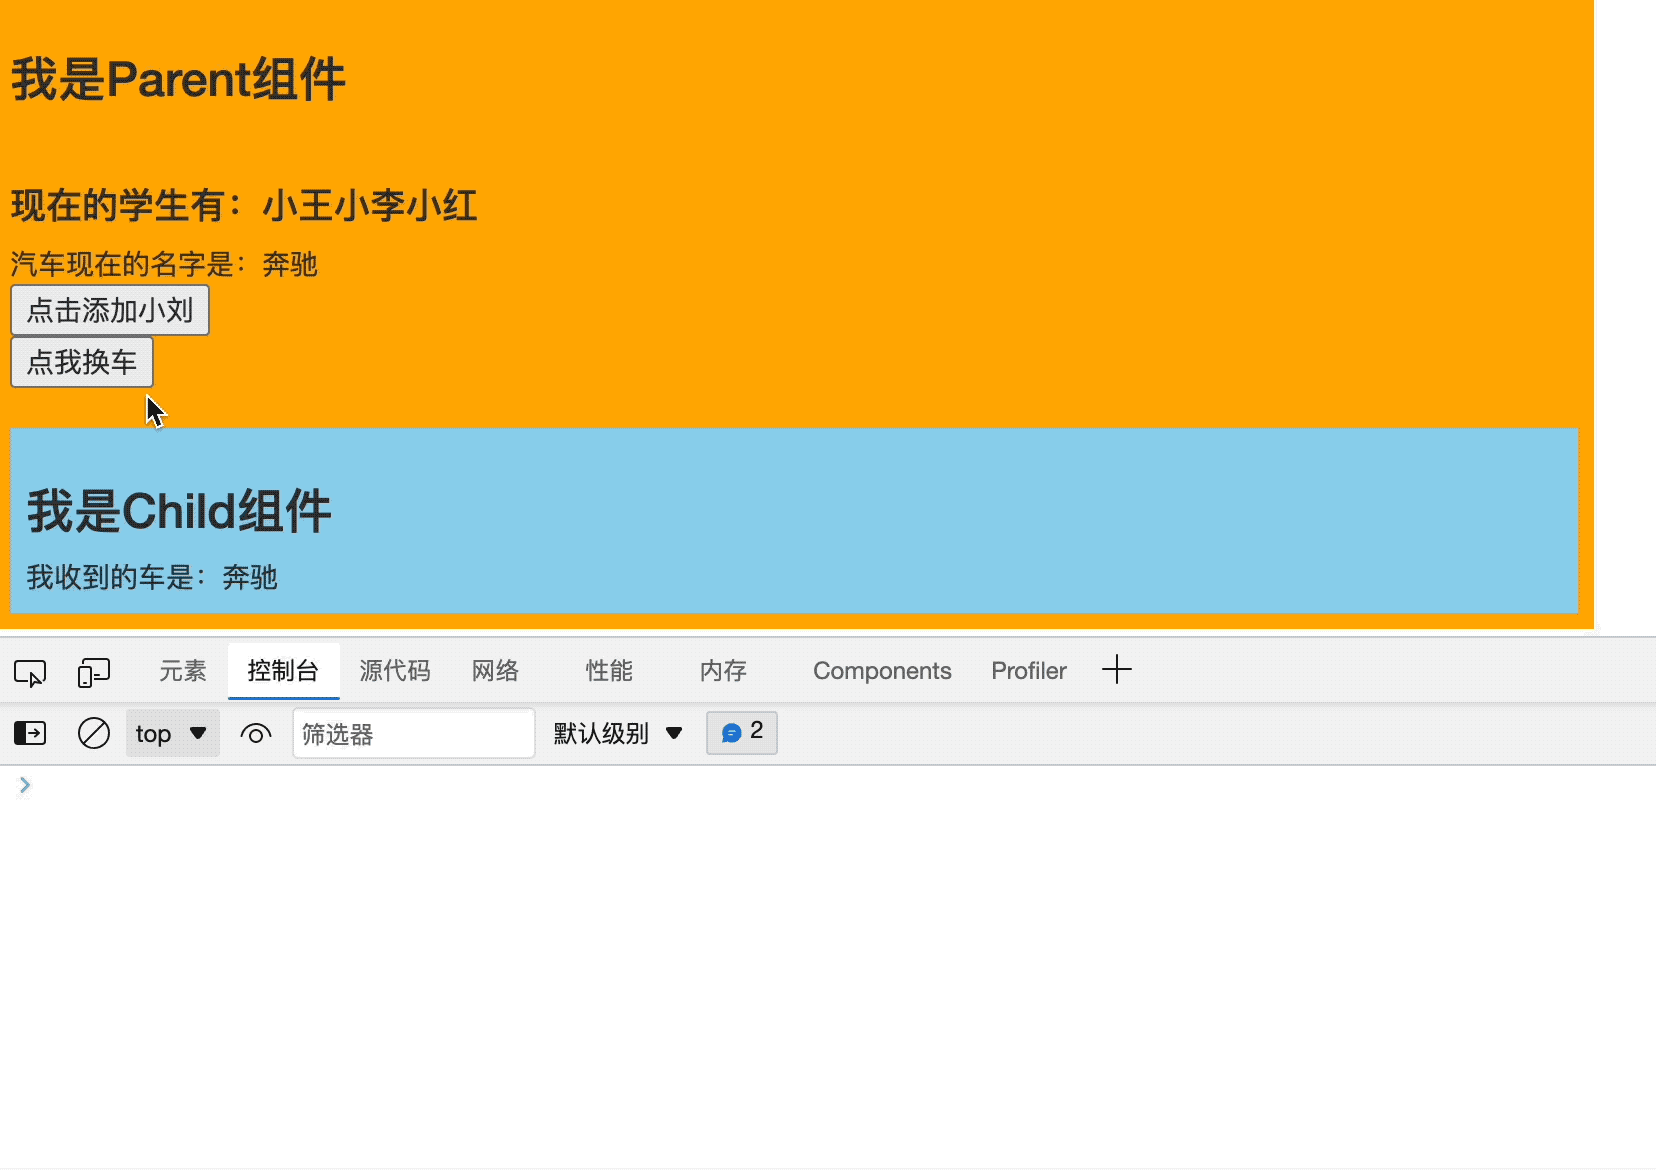 我是Parent组件
现在的学生有：小王小李小红
汽车现在的名字是：奔驰
点击添加小刘
点我换车
我是Child组件
我收到的车是：奔驰
元素 控制台 源代码 网络 性能 内存 Components Profiler
top 筛选器 默认级别 2